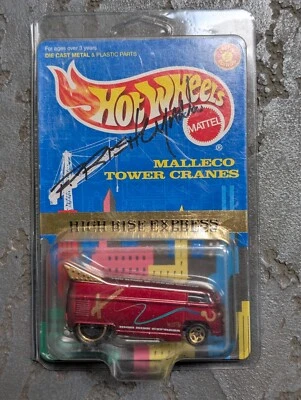 For ages over 3 years
DIE CAST METAL & PLASTIC PARTS
HOT WHEELS
MATTEL
MALLECO
TOWER CRANES
HIGH RISE EXPRESS